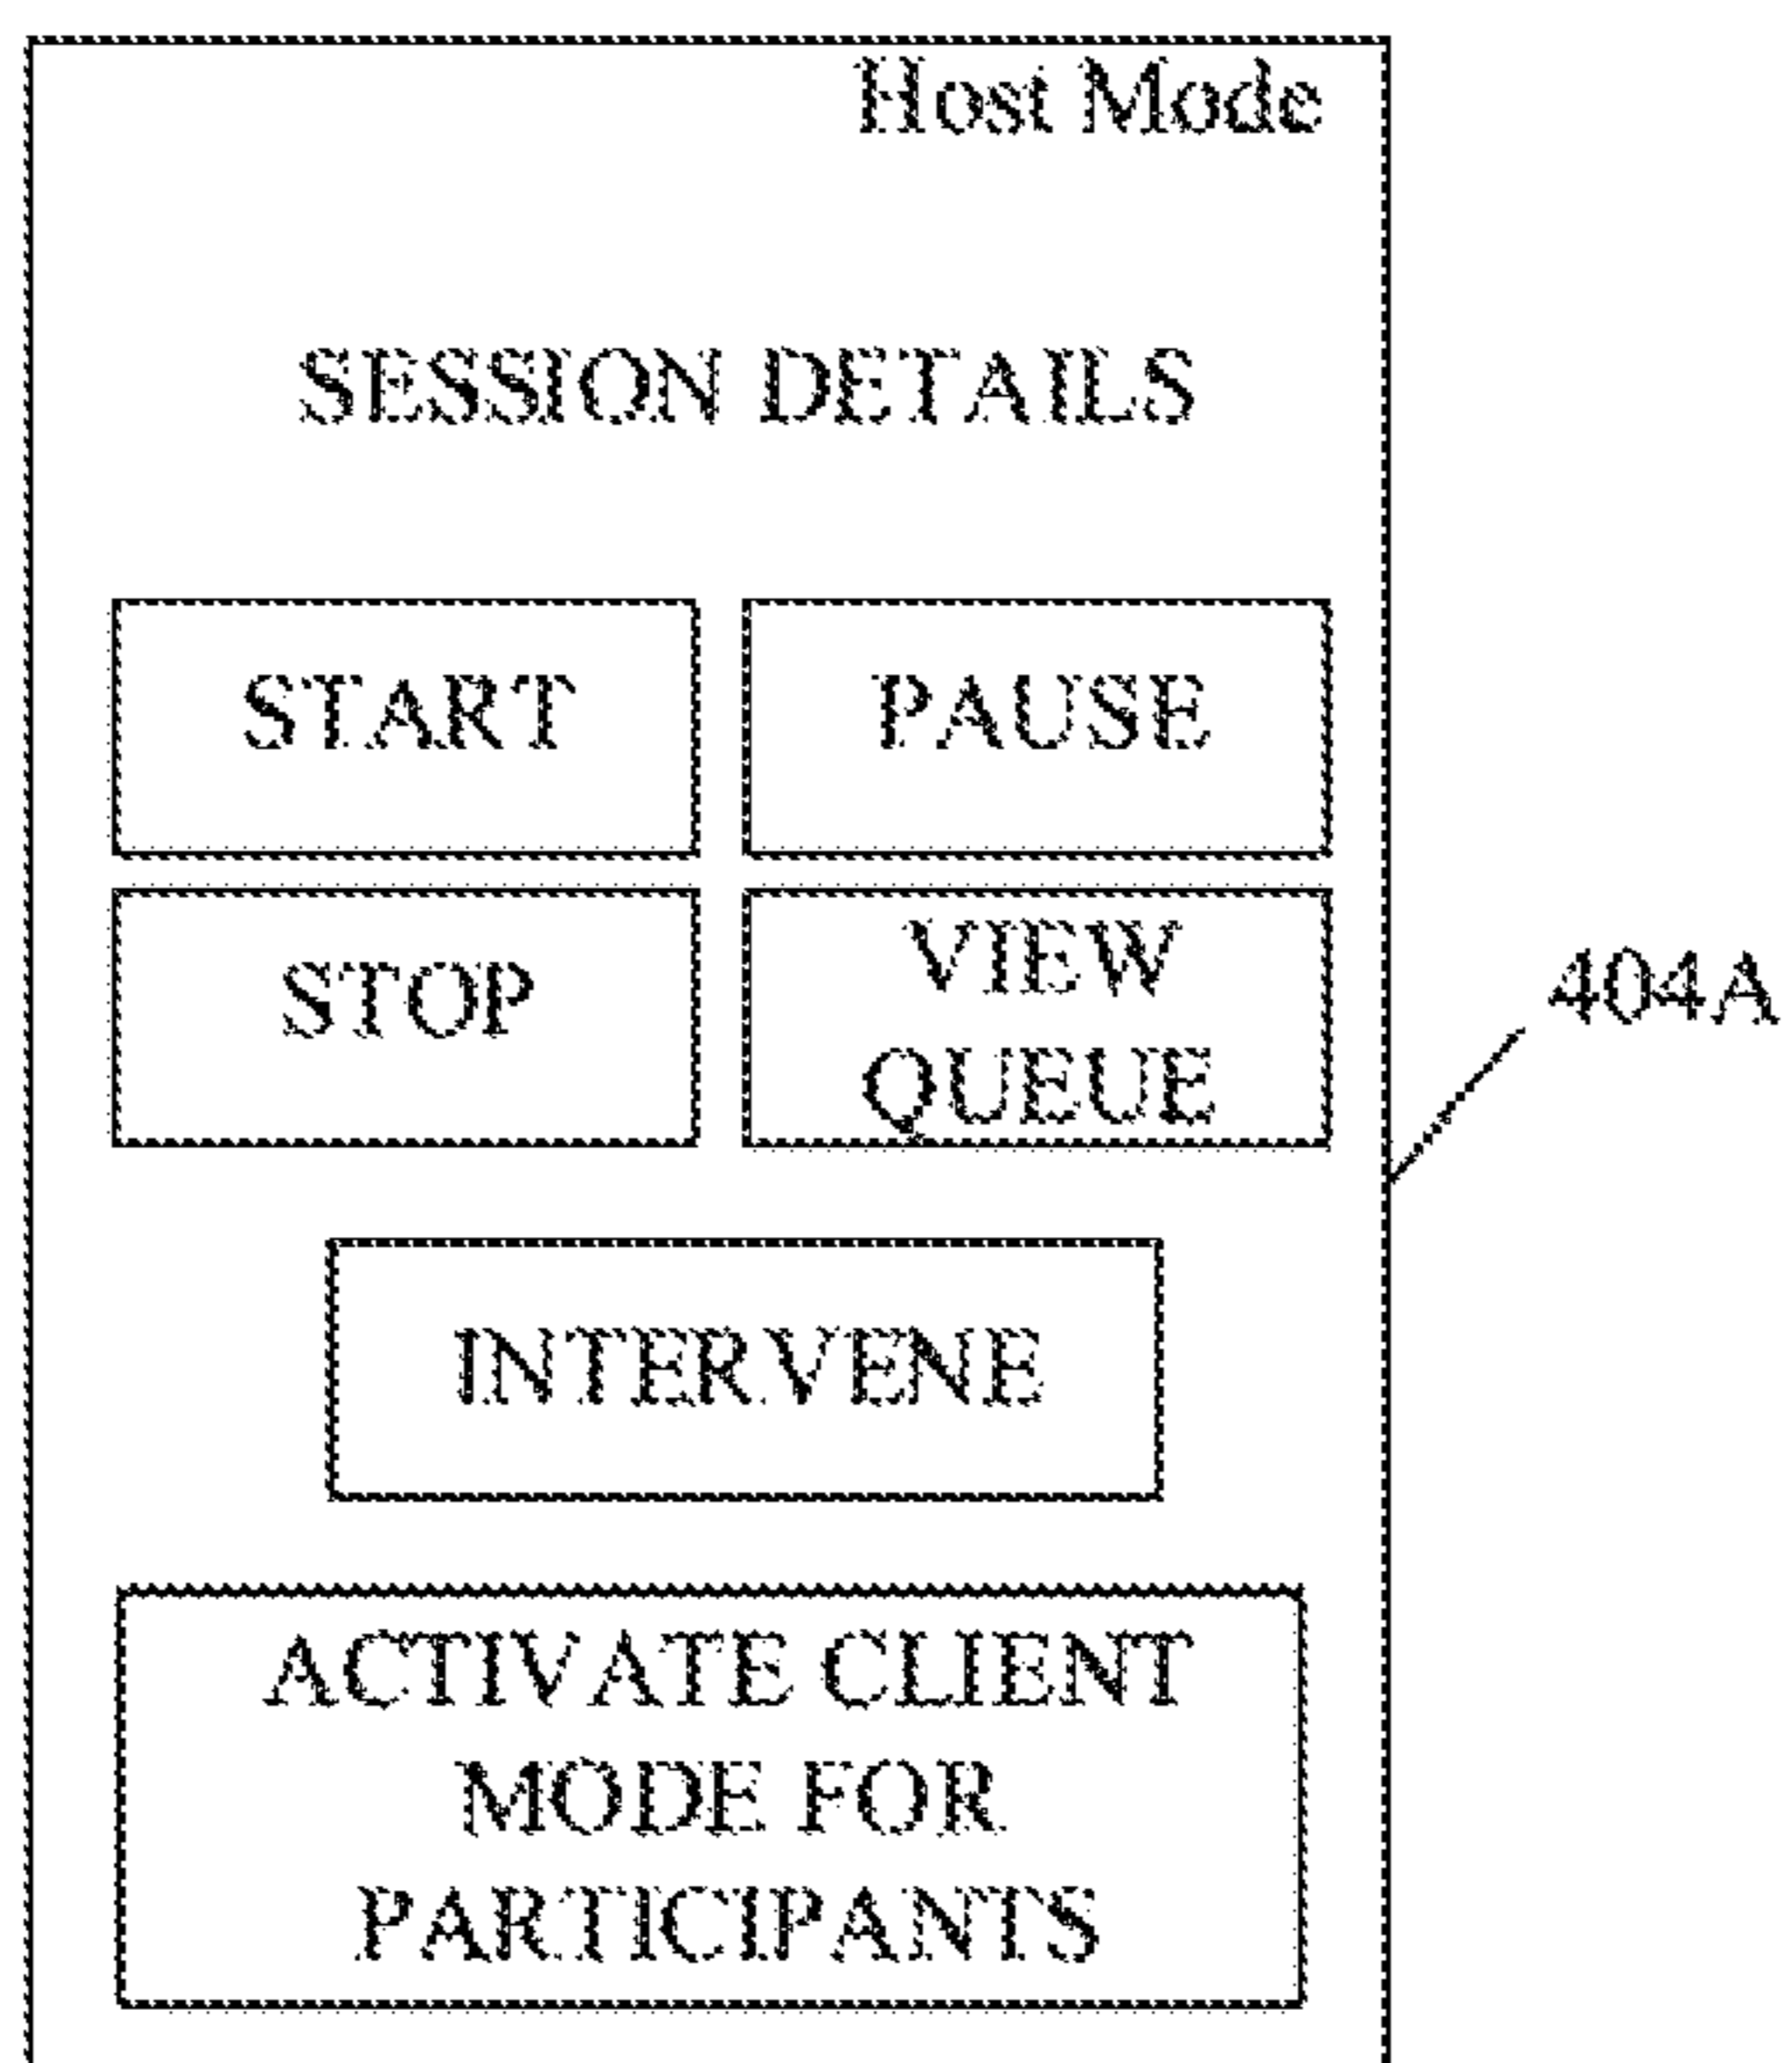 Host Mode
SESSION DETAILS
START
PAUSE
STOP
VIEW
QUEUE
404A
INTERVENE
ACTIVATE CLIENT
MODE FOR
PARTICIPANTS